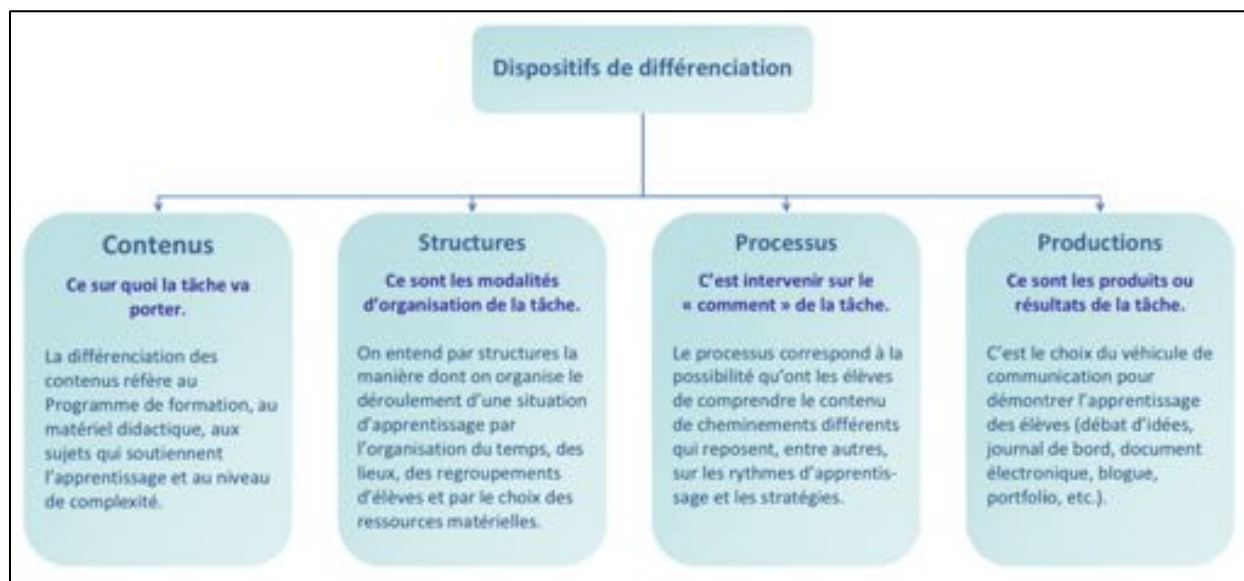 Dispositifs de différenciation
Contenus
Ce sur quoi la tâche va
porter.
La différenciation des
contenus réfère au
Programme de formation, au
matériel didactique, aux
sujets qui soutiennent
l'apprentissage et au niveau
de complexité.
Structures
Ce sont les modalités
d'organisation de la tâche.
On entend par structures la
manière dont on organise le
déroulement d'une situation
d'apprentissage par
l'organisation du temps, des
lieux, des regroupements
d'élèves et par le choix des
ressources matérielles.
Processus
C'est intervenir sur le
« comment » de la tâche.
Le processus correspond à la
possibilité qu'ont les élèves
de comprendre le contenu
de cheminements différents
qui reposent, entre autres,
sur les rythmes d'apprentis-
sage et les stratégies.
Productions
Ce sont les produits ou
résultats de la tâche.
C'est le choix du véhicule de
communication pour
démontrer l'apprentissage
des élèves (débat d'idées,
journal de bord, document
électronique, blogue,
portfolio, etc.).